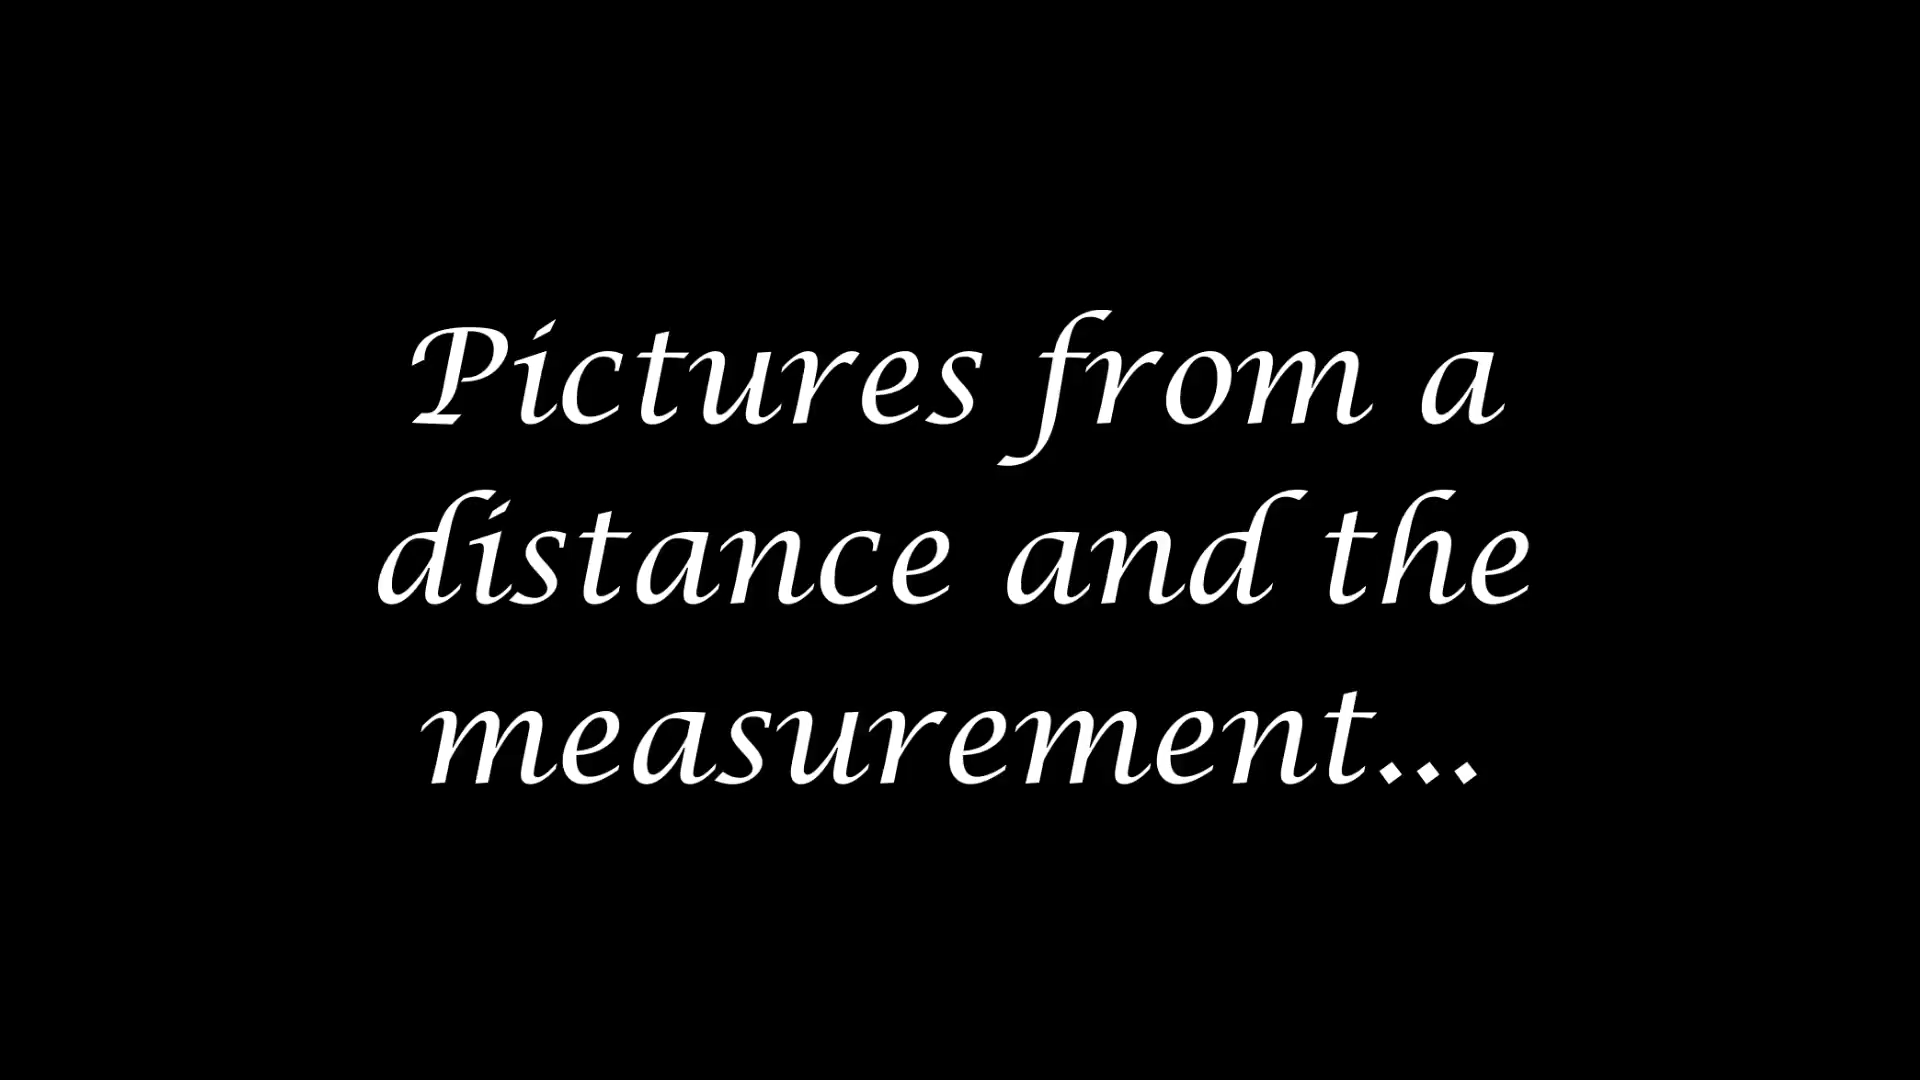 Pictures from a
distance and the
measurement...